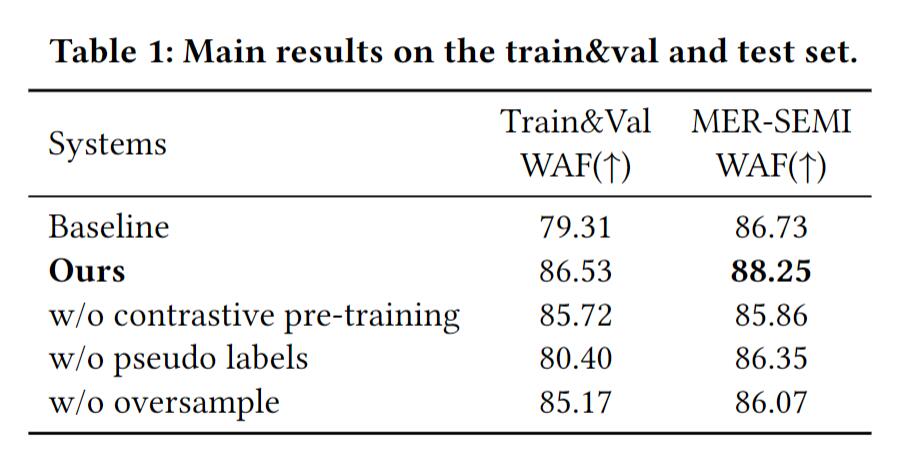 Table 1: Main results on the train&val and test set.
Systems Train&Val WAF(↑) MER-SEMI WAF(↑)
Baseline 79.31 86.73
Ours 86.53 88.25
w/o contrastive pre-training 85.72 85.86
w/o pseudo labels 80.40 86.35
w/o oversample 85.17 86.07